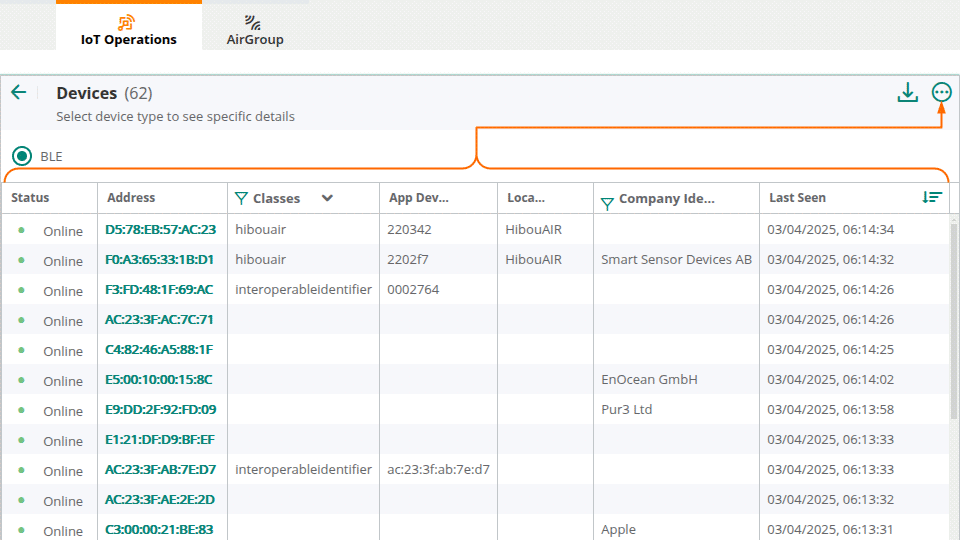 IoT Operations AirGroup
Devices (62)
Select device type to see specific details
BLE
Status Address Classes App Dev... Loca... Company Ide... Last Seen
Online D5:78:EB:57:AC:23 hibouair 220342 HibouAIR 03/04/2025, 06:14:34
Online F0:A3:65:33:1B:D1 hibouair 2202f7 HibouAIR Smart Sensor Devices AB 03/04/2025, 06:14:32
Online F3:FD:48:1F:69:AC interoperableidentifier 0002764 03/04/2025, 06:14:26
Online AC:23:3F:AC:7C:71 03/04/2025, 06:14:26
Online C4:82:46:A5:88:1F 03/04/2025, 06:14:25
Online E5:00:10:00:15:8C EnOcean GmbH 03/04/2025, 06:14:02
Online E9:DD:2F:92:FD:09 Pur3 Ltd 03/04/2025, 06:13:58
Online E1:21:DF:D9:BF:EF 03/04/2025, 06:13:33
Online AC:23:3F:AB:7E:D7 interoperableidentifier ac:23:3f:ab:7e:d7 03/04/2025, 06:13:33
Online AC:23:3F:AE:2E:2D 03/04/2025, 06:13:32
Online C3:00:00:21:BE:83 Apple 03/04/2025, 06:13:31